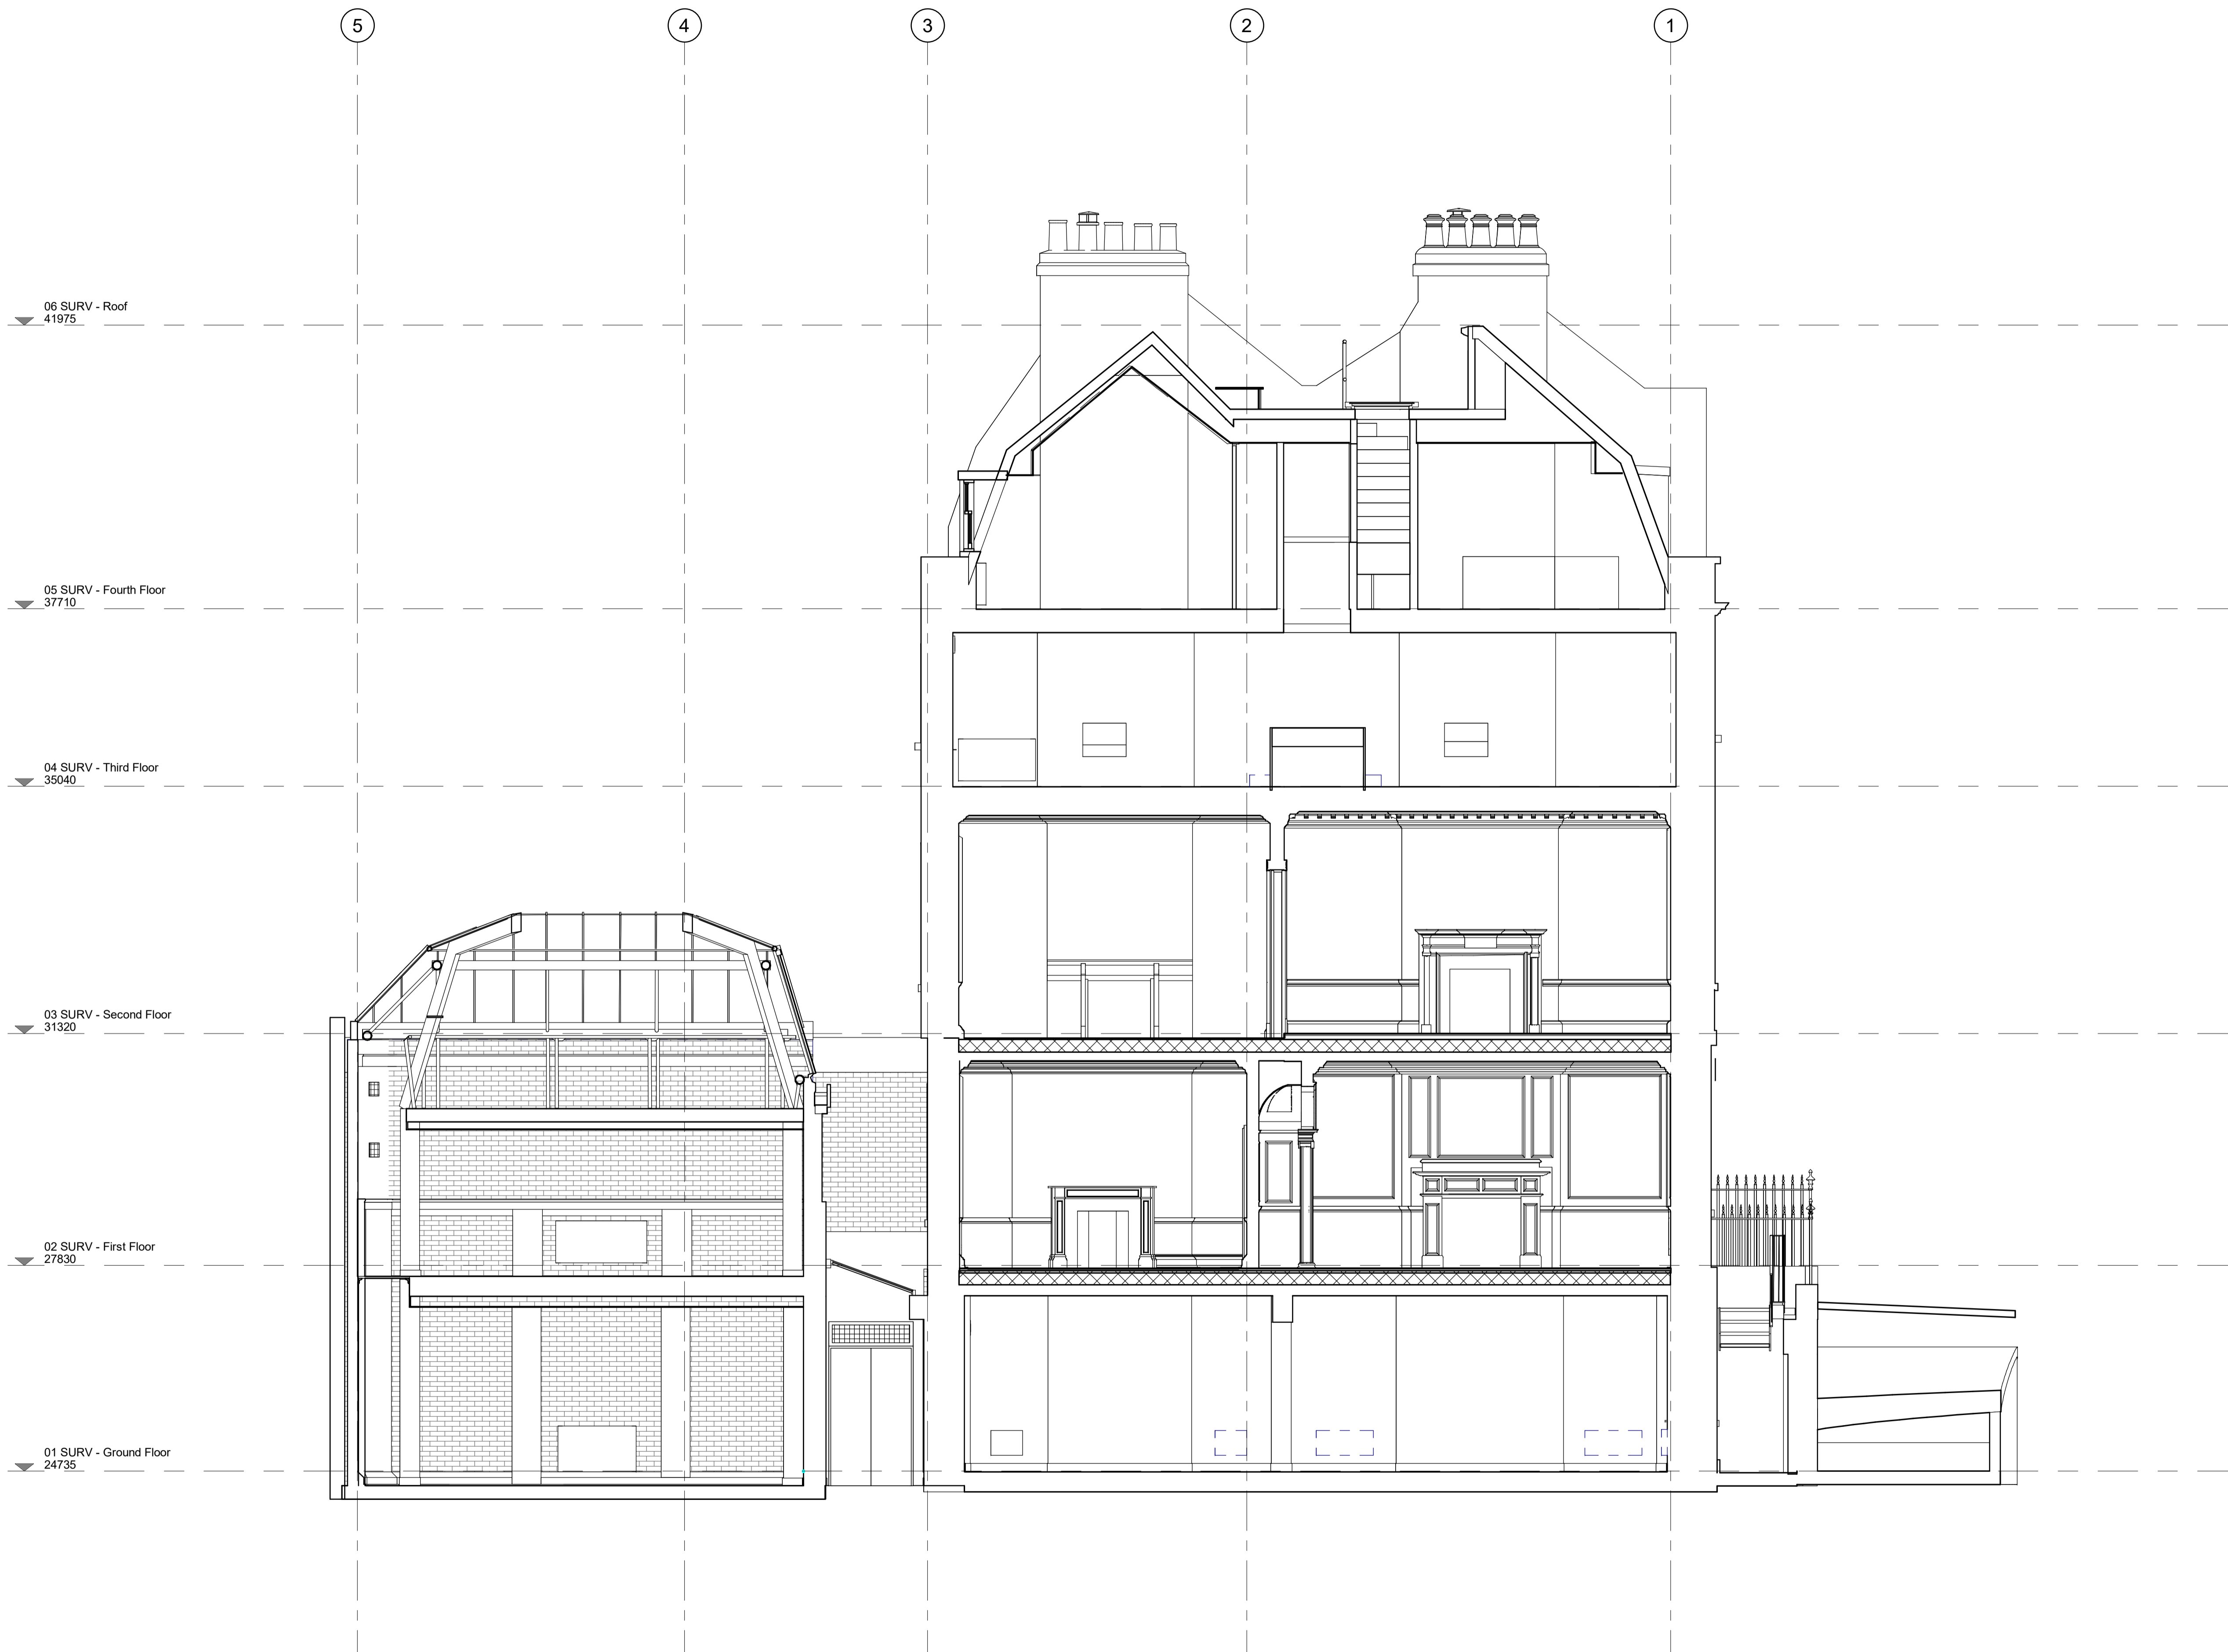 5
4
3
2
1
06 SURV - Roof
41975
05 SURV - Fourth Floor
37710
04 SURV - Third Floor
35040
03 SURV - Second Floor
31320
02 SURV - First Floor
27830
01 SURV - Ground Floor
24735